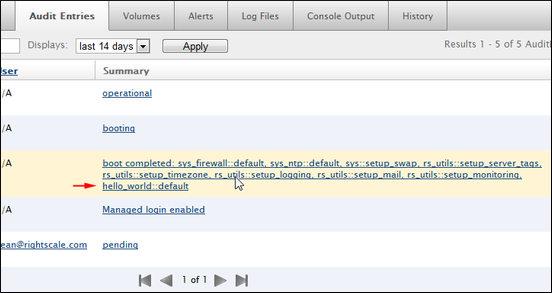 Audit Entries Volumes Alerts Log Files Console Output History
Displays: last 14 days Apply Results 1 - 5 of 5 Audit
User Summary
/A operational
/A booting
/A boot completed: sys_firewall::default, sys_ntp::default, sys::setup_swap, rs_utils::setup_server_tags,
rs_utils::setup_timezone, rs_utils::setup_logging, rs_utils::setup_mail, rs_utils::setup_monitoring,
hello_world::default
/A Managed login enabled
ean@rightscale.com pending
1 of 1